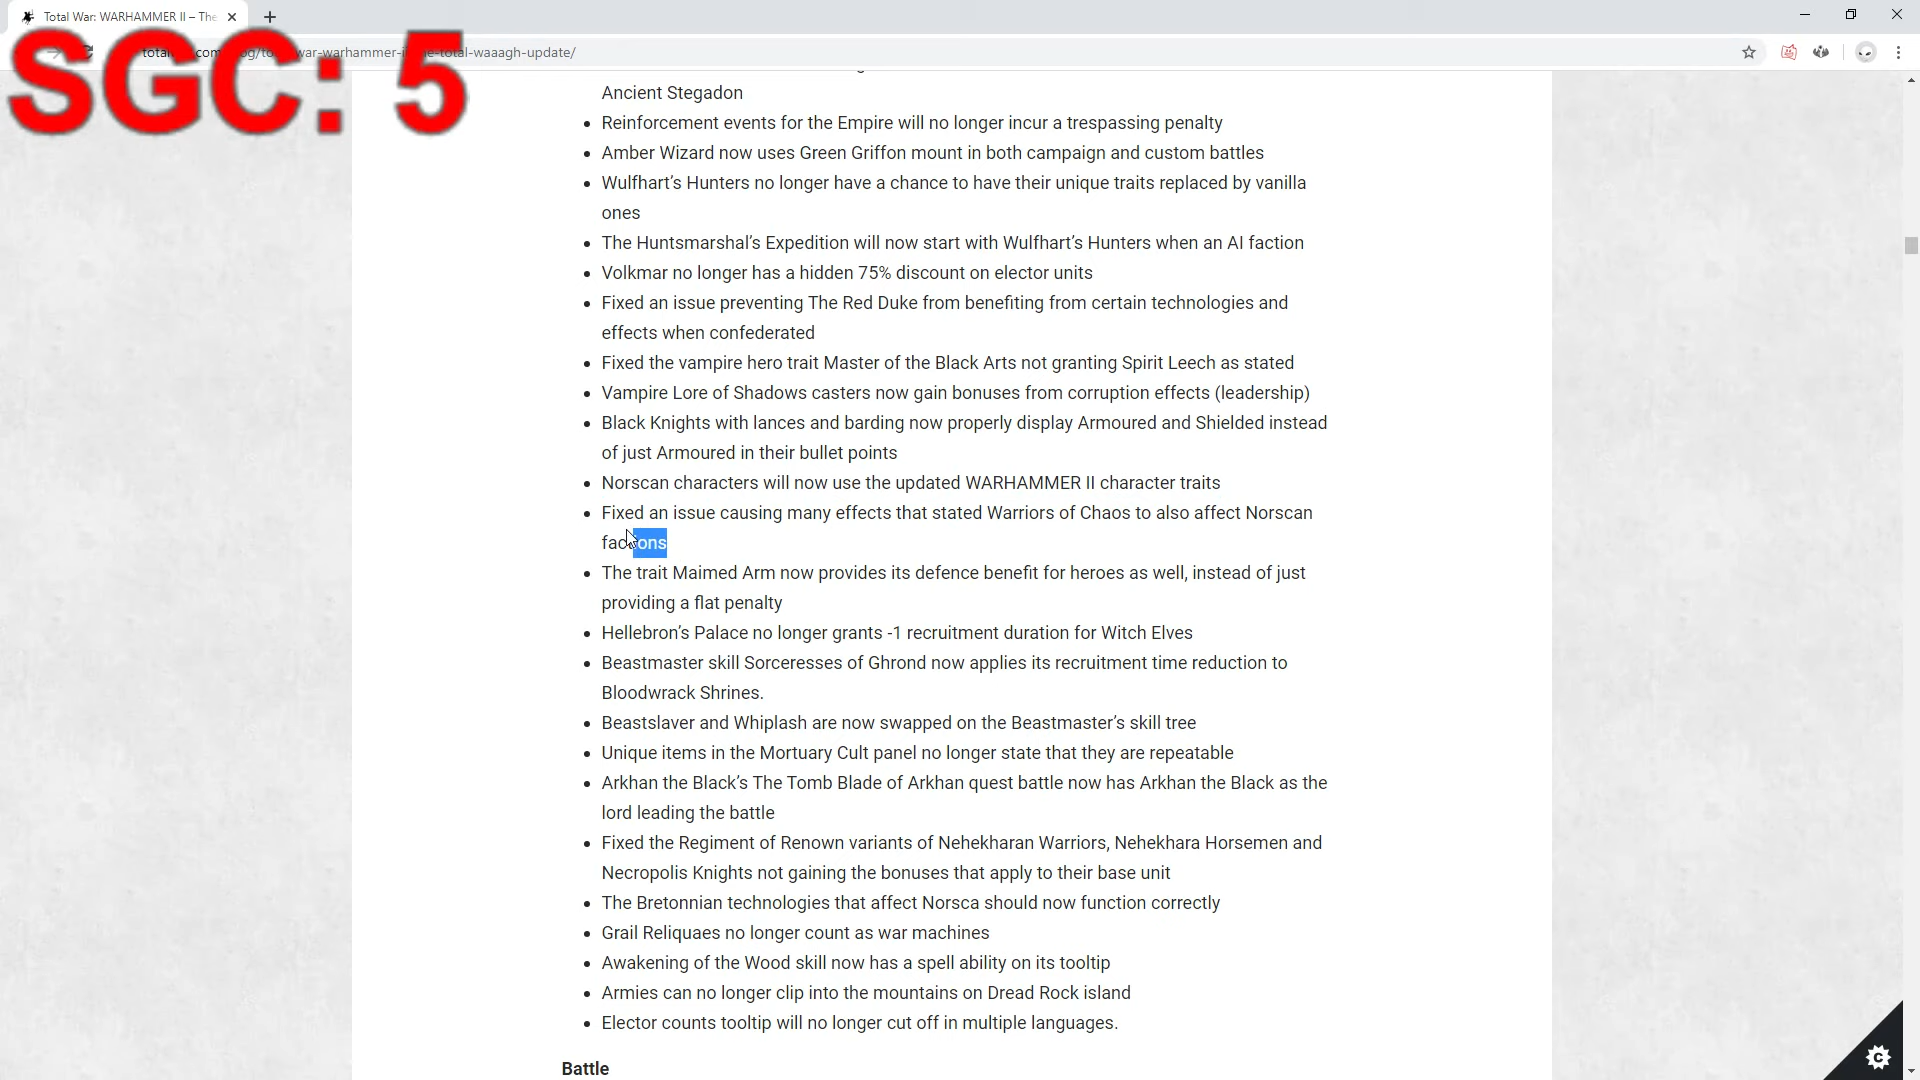 Total War: WARHAMMER II – The
SGC: 5
war-warhammer-
total-waaagh-update/
Ancient Stegadon
Reinforcement events for the Empire will no longer incur a trespassing penalty
Amber Wizard now uses Green Griffon mount in both campaign and custom battles
Wulfhart’s Hunters no longer have a chance to have their unique traits replaced by vanilla
ones
The Huntsmarshal’s Expedition will now start with Wulfhart’s Hunters when an AI faction
Volkmar no longer has a hidden 75% discount on elector units
Fixed an issue preventing The Red Duke from benefiting from certain technologies and
effects when confederated
Fixed the vampire hero trait Master of the Black Arts not granting Spirit Leech as stated
Vampire Lore of Shadows casters now gain bonuses from corruption effects (leadership)
Black Knights with lances and barding now properly display Armoured and Shielded instead
of just Armoured in their bullet points
Norscan characters will now use the updated WARHAMMER II character traits
Fixed an issue causing many effects that stated Warriors of Chaos to also affect Norscan
factions
The trait Maimed Arm now provides its defence benefit for heroes as well, instead of just
providing a flat penalty
Hellebron’s Palace no longer grants -1 recruitment duration for Witch Elves
Beastmaster skill Sorceresses of Ghrond now applies its recruitment time reduction to
Bloodwrack Shrines.
Beastslaver and Whiplash are now swapped on the Beastmaster’s skill tree
Unique items in the Mortuary Cult panel no longer state that they are repeatable
Arkhan the Black’s The Tomb Blade of Arkhan quest battle now has Arkhan the Black as the
lord leading the battle
Fixed the Regiment of Renown variants of Nehekharan Warriors, Nehekhara Horsemen and
Necropolis Knights not gaining the bonuses that apply to their base unit
The Bretonnian technologies that affect Norsca should now function correctly
Grail Reliquaes no longer count as war machines
Awakening of the Wood skill now has a spell ability on its tooltip
Armies can no longer clip into the mountains on Dread Rock island
Elector counts tooltip will no longer cut off in multiple languages.
Battle